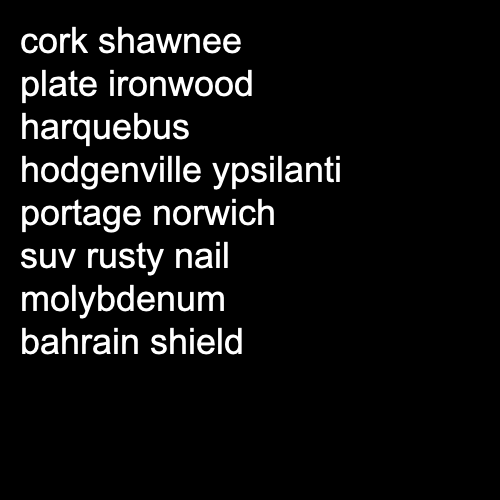 cork shawnee
plate ironwood
harquebus
hodgenville ypsilanti
portage norwich
suv rusty nail
molybdenum
bahrain shield